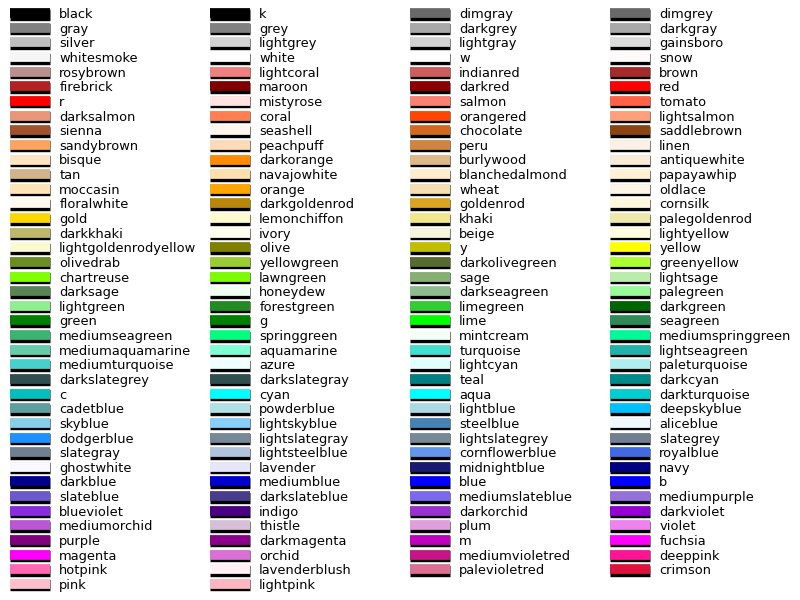 black k dimgray dimgrey
gray grey darkgrey darkgray
silver lightgrey lightgray gainsboro
whitesmoke white w snow
rosybrown lightcoral indianred brown
firebrick maroon darkred red
r mistyrose salmon tomato
darksalmon coral orangered lightsalmon
sienna seashell chocolate saddlebrown
sandybrown peachpuff peru linen
bisque darkorange burlywood antiquewhite
tan navajowhite blanchedalmond papayawhip
moccasin orange wheat oldlace
floralwhite darkgoldenrod goldenrod cornsilk
gold lemonchiffon khaki palegoldenrod
darkkhaki ivory beige lightyellow
lightgoldenrodyellow olive y yellow
olivedrab yellowgreen darkolivegreen greenyellow
chartreuse lawngreen sage lightsage
darksage honeydew darkseagreen palegreen
lightgreen forestgreen limegreen darkgreen
green g lime seagreen
mediumseagreen springgreen mintcream mediumspringgreen
mediumaquamarine aquamarine turquoise lightseagreen
mediumturquoise azure lightcyan paleturquoise
darkslategrey darkslategray teal darkcyan
c cyan aqua darkturquoise
cadetblue powderblue lightblue deepskyblue
skyblue lightskyblue steelblue aliceblue
dodgerblue lightslategray lightslategrey slategrey
slategray lightsteelblue cornflowerblue royalblue
ghostwhite lavender midnightblue navy
darkblue mediumblue blue b
slateblue darkslateblue mediumslateblue mediumpurple
blueviolet indigo darkorchid darkviolet
mediumorchid thistle plum violet
purple darkmagenta m fuchsia
magenta orchid mediumvioletred deeppink
hotpink lavenderblush palevioletred crimson
pink lightpink